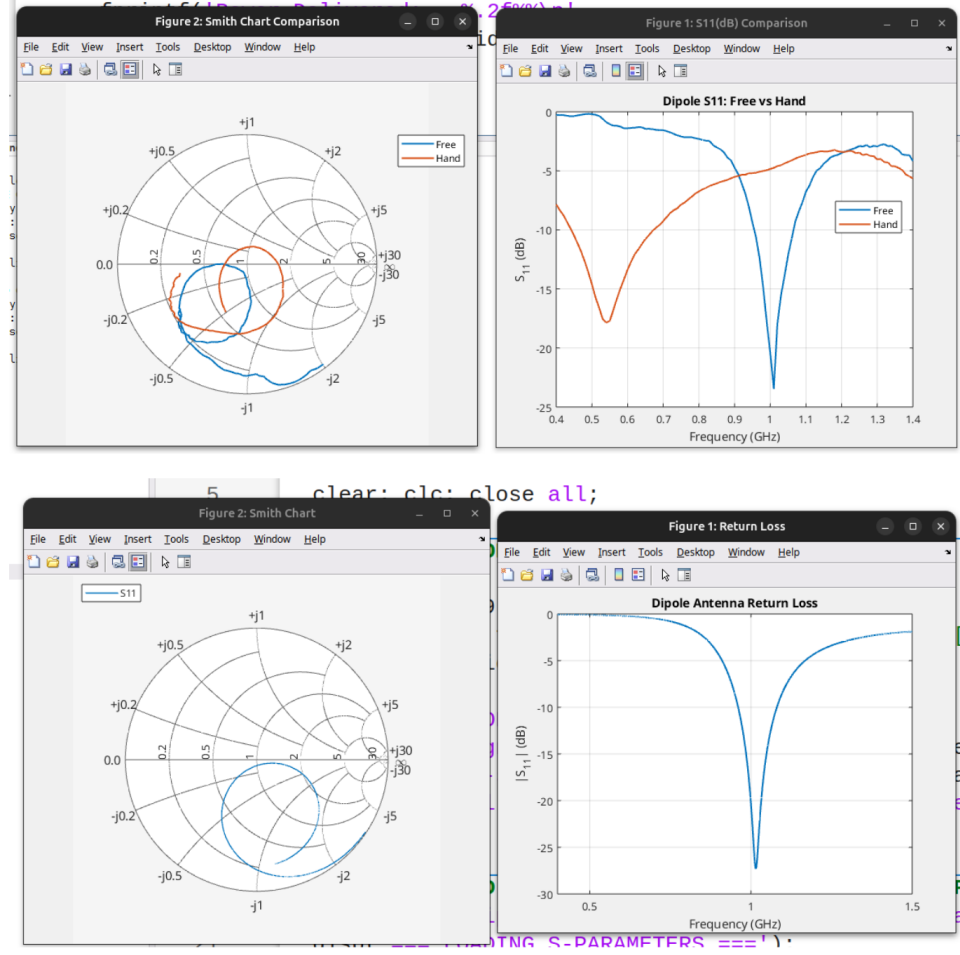 Figure 2: Smith Chart Comparison
File Edit View Insert Tools Desktop Window Help
+j1
+j0.5
+j2
+j0.2
+j5
0.0
0.2
0.5
1
2
5
30
+j30
-j30
-j0.2
-j5
-j0.5
-j2
-j1
Free
Hand
Figure 1: S11(dB) Comparison
File Edit View Insert Tools Desktop Window Help
Dipole S11: Free vs Hand
0
-5
-10
-15
-20
-25
S11 (dB)
Free
Hand
0.4 0.5 0.6 0.7 0.8 0.9 1 1.1 1.2 1.3 1.4
Frequency (GHz)
5 clear; clc; close all;
Figure 2: Smith Chart
File Edit View Insert Tools Desktop Window Help
S11
+j1
+j0.5
+j2
+j0.2
+j5
0.0
0.2
0.5
1
2
5
30
+j30
-j30
-j0.2
-j5
-j0.5
-j2
-j1
Figure 1: Return Loss
File Edit View Insert Tools Desktop Window Help
Dipole Antenna Return Loss
0
-5
-10
-15
-20
-25
-30
|S11| (dB)
0.5 1 1.5
Frequency (GHz)
LOADING S-PARAMETERS ===');